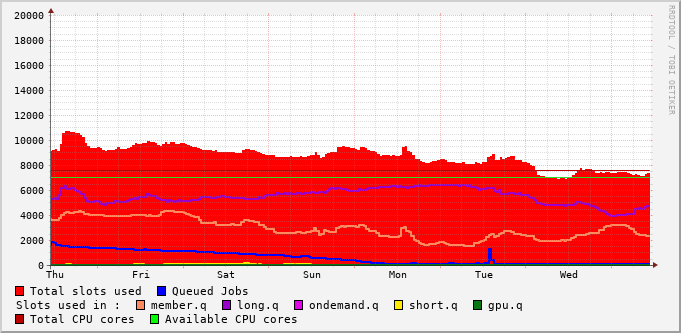 20000
18000
16000
14000
12000
10000
8000
6000
4000
2000
0
Thu Fri Sat Sun Mon Tue Wed
RRDTOOL / TOBI OETIKER
Total slots used Queued Jobs
Slots used in : member.q long.q ondemand.q short.q gpu.q
Total CPU cores Available CPU cores